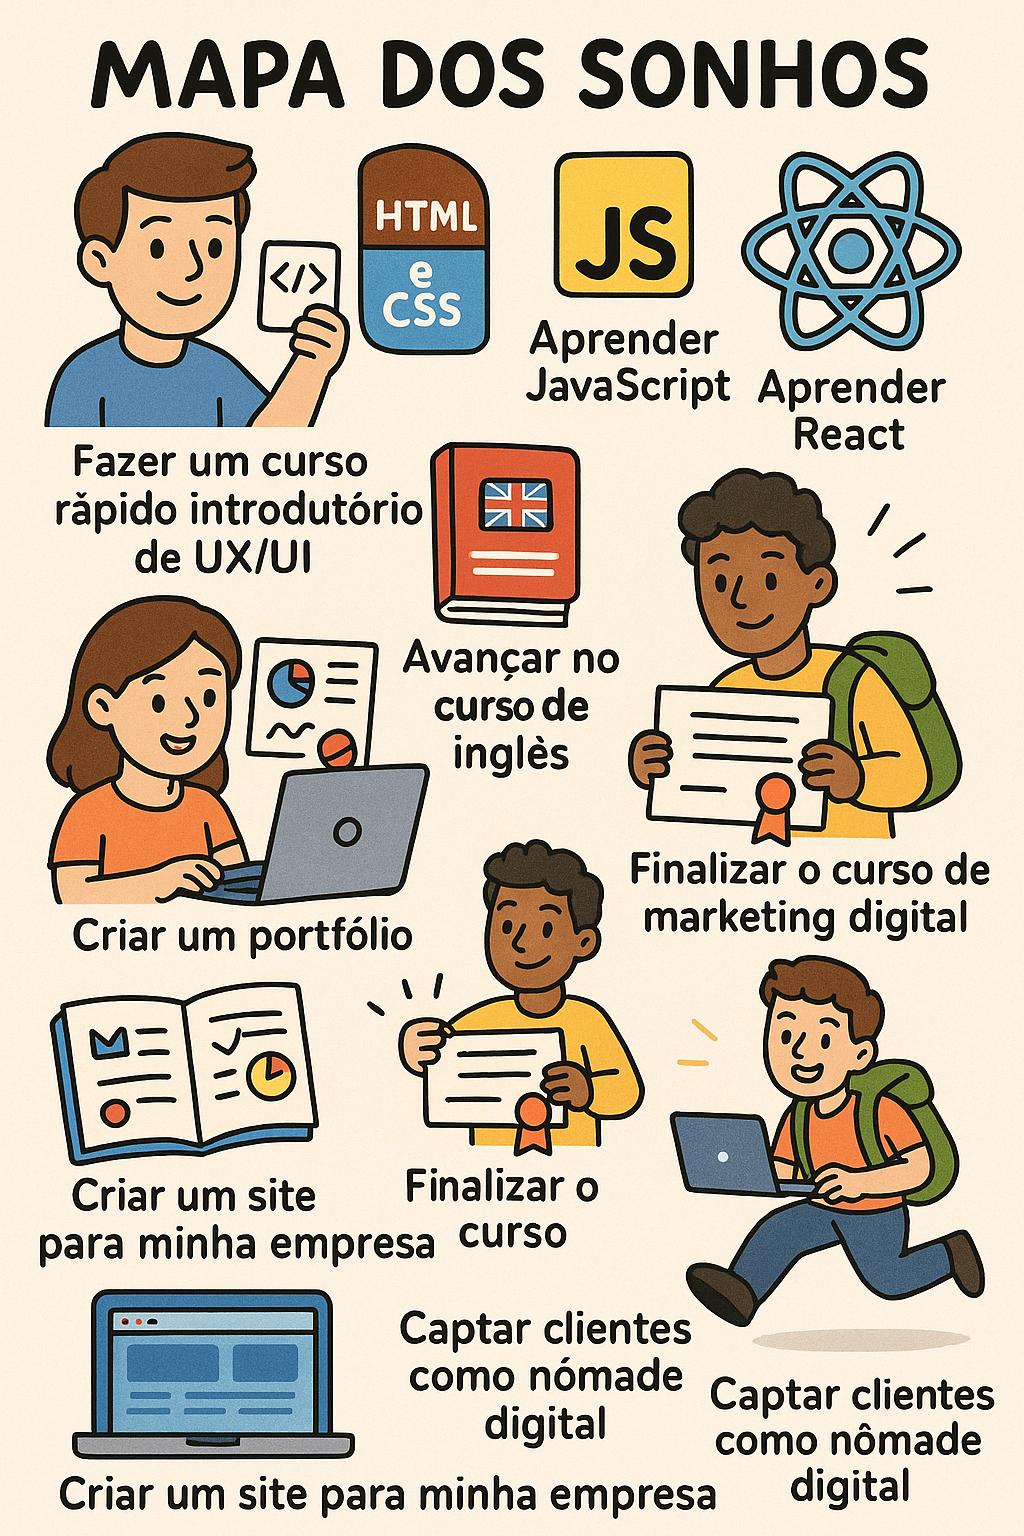 MAPA DOS SONHOS
</>
HTML
e
CSS
JS
Aprender
JavaScript
Aprender
React
Fazer um curso
rǎpido introdutório
de UX/UI
Avançar no
curso de
inglès
Finalizar o curso de
marketing digital
Criar um portfólio
Criar um site
para minha empresa
Finalizar o
curso
Captar clientes
como nómade
digital
Captar clientes
como nômade
digital
Criar um site para minha empresa